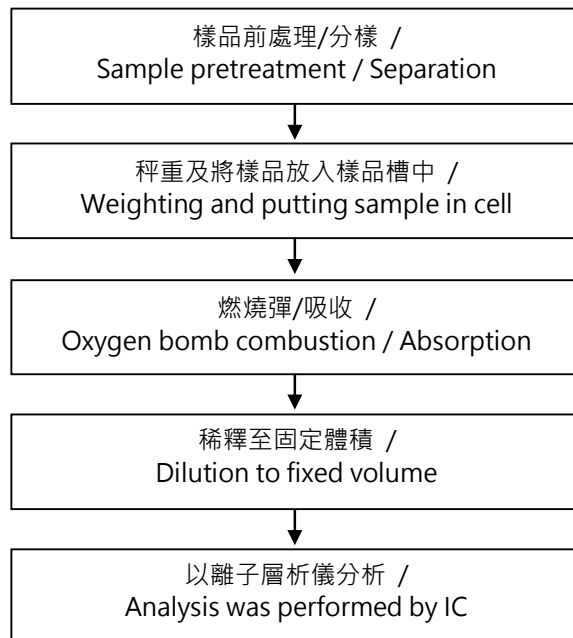 樣品前處理/分樣 /
Sample pretreatment / Separation
秤重及將樣品放入樣品槽中 /
Weighting and putting sample in cell
燃燒彈/吸收 /
Oxygen bomb combustion / Absorption
稀釋至固定體積 /
Dilution to fixed volume
以離子層析儀分析 /
Analysis was performed by IC